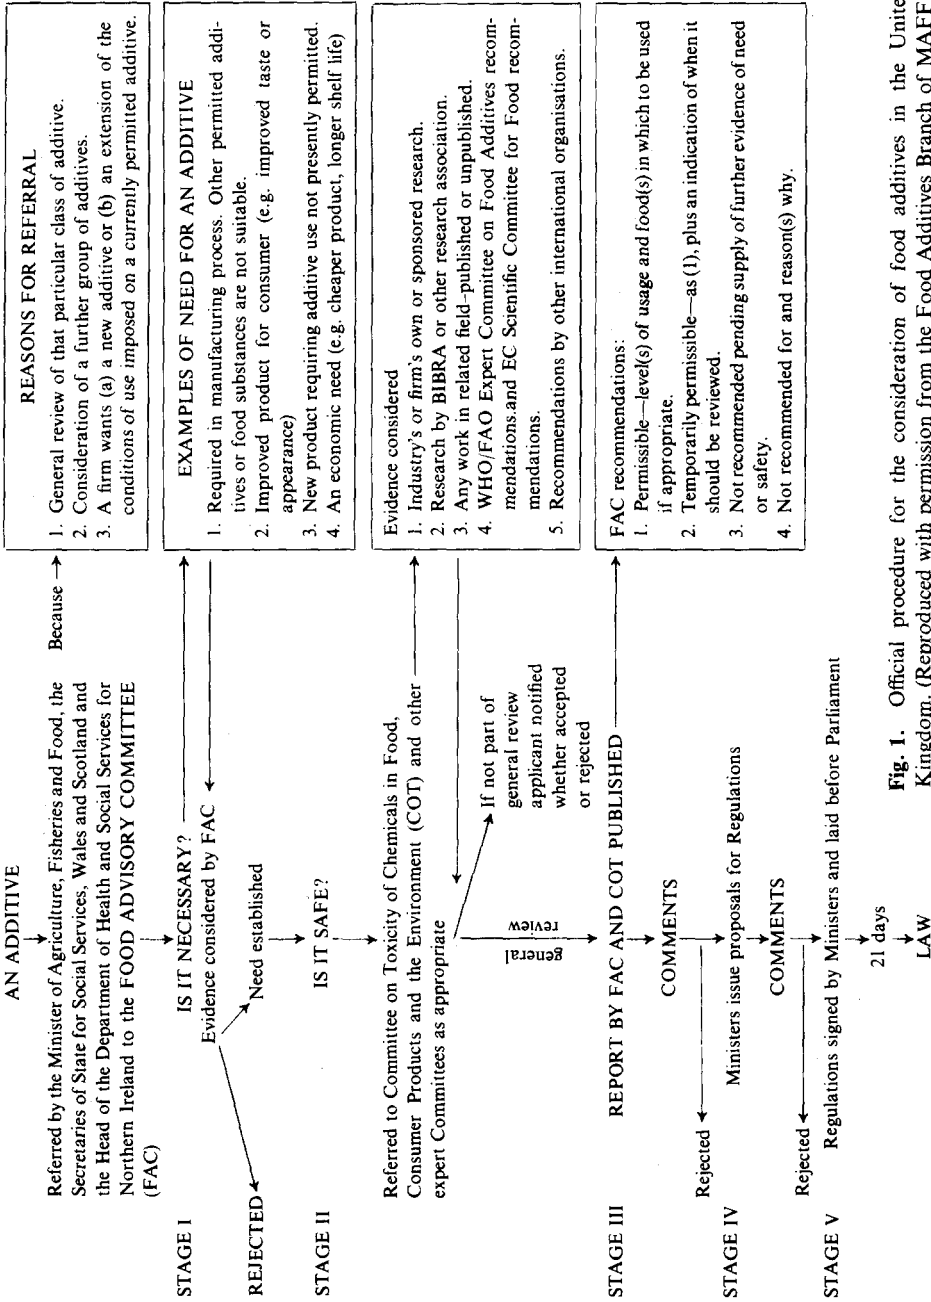 AN ADDITIVE
Referred by the Minister of Agriculture, Fisheries and Food, the
Secretaries of State for Social Services, Wales and Scotland and
the Head of the Department of Health and Social Services for
Northern Ireland to the FOOD ADVISORY COMMITTEE
(FAC)
Because
REASONS FOR REFERRAL
1. General review of that particular class of additive.
2. Consideration of a further group of additives.
3. A firm wants (a) a new additive or (b) an extension of the
conditions of use imposed on a currently permitted additive.
STAGE I
IS IT NECESSARY?
Evidence considered by FAC
REJECTED
Need established
EXAMPLES OF NEED FOR AN ADDITIVE
1. Required in manufacturing process. Other permitted addi-
tives or food substances are not suitable.
2. Improved product for consumer (e.g. improved taste or
appearance)
3. New product requiring additive use not presently permitted.
4. An economic need (e.g. cheaper product, longer shelf life)
STAGE II
IS IT SAFE?
Referred to Committee on Toxicity of Chemicals in Food,
Consumer Products and the Environment (COT) and other
expert Committees as appropriate
Evidence considered
1. Industry's or firm's own or sponsored research.
2. Research by BIBRA or other research association.
3. Any work in related field-published or unpublished.
4. WHO/FAO Expert Committee on Food Additives recom-
mendations.and EC Scientific Committee for Food recom-
mendations.
5. Recommendations by other international organisations.
general
review
If not part of
general review
applicant notified
whether accepted
or rejected
STAGE III
REPORT BY FAC AND COT PUBLISHED
FAC recommendations:
1. Permissible—level(s) of usage and food(s) in which to be used
if appropriate.
2. Temporarily permissible—as (1), plus an indication of when it
should be reviewed.
3. Not recommended pending supply of further evidence of need
or safety.
4. Not recommended for and reason(s) why.
COMMENTS
Rejected
STAGE IV
Ministers issue proposals for Regulations
COMMENTS
Rejected
STAGE V
Regulations signed by Ministers and laid before Parliament
21 days
LAW
Fig. 1. Official procedure for the consideration of food additives in the Unite
Kingdom. (Reproduced with permission from the Food Additives Branch of MAFF